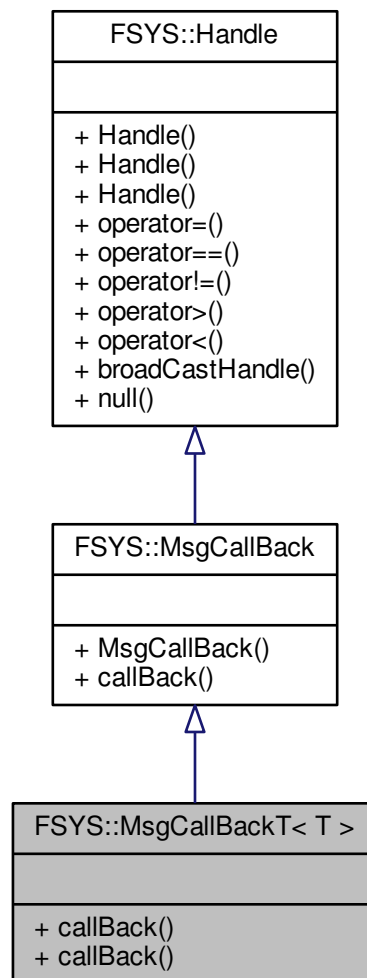 FSYS::Handle
+ Handle()
+ Handle()
+ Handle()
+ operator=()
+ operator==()
+ operator!=()
+ operator>()
+ operator<()
+ broadCastHandle()
+ null()
FSYS::MsgCallBack
+ MsgCallBack()
+ callBack()
FSYS::MsgCallBackT< T >
+ callBack()
+ callBack()